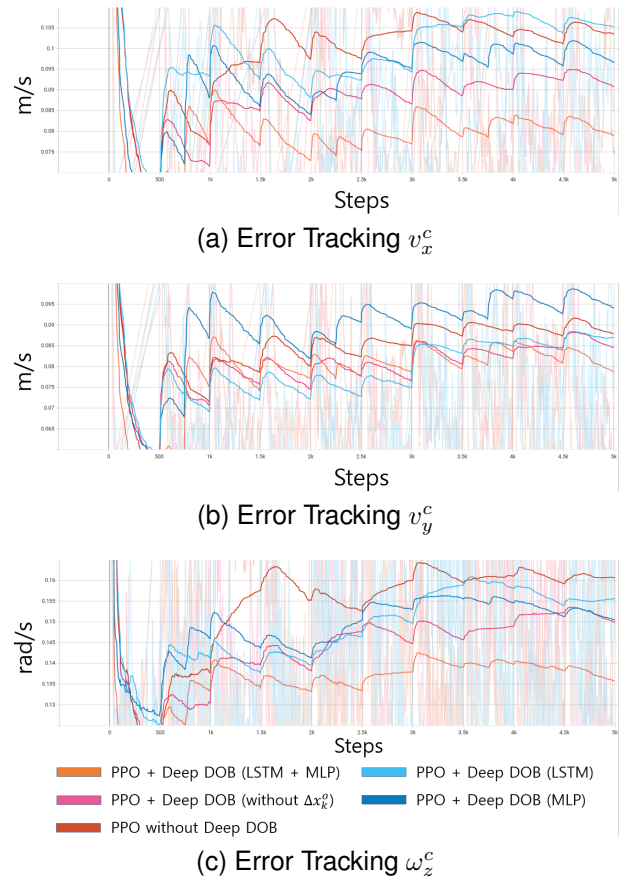 0.105
0.1
0.095
0.09
0.085
0.08
0.075
m/s
0 500 1k 1.5k 2k 2.5k 3k 3.5k 4k 4.5k 5k
Steps
(a) Error Tracking v_x^c
0.095
0.09
0.085
0.08
0.075
0.07
0.065
m/s
0 500 1k 1.5k 2k 2.5k 3k 3.5k 4k 4.5k 5k
Steps
(b) Error Tracking v_y^c
0.16
0.155
0.15
0.145
0.14
0.135
0.13
rad/s
0 500 1k 1.5k 2k 2.5k 3k 3.5k 4k 4.5k 5k
Steps
PPO + Deep DOB (LSTM + MLP) PPO + Deep DOB (LSTM)
PPO + Deep DOB (without Δx_k^o) PPO + Deep DOB (MLP)
PPO without Deep DOB
(c) Error Tracking ω_z^c